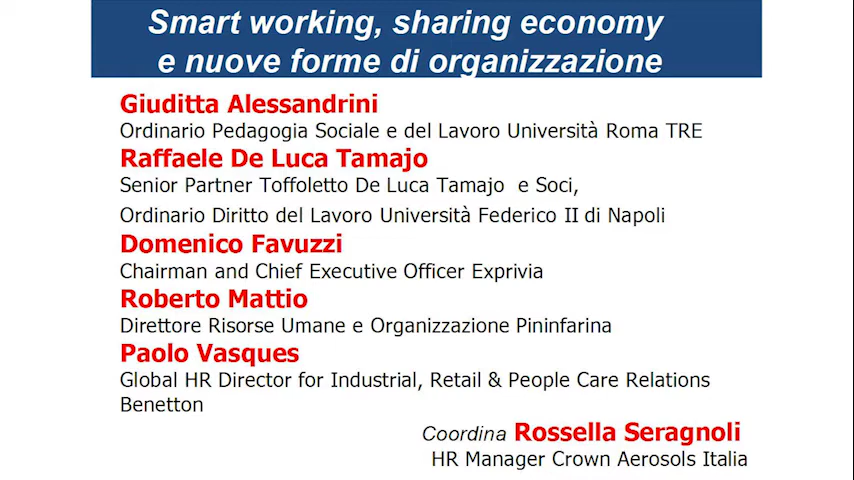 Smart working, sharing economy
e nuove forme di organizzazione
Giuditta Alessandrini
Ordinario Pedagogia Sociale e del Lavoro Università Roma TRE
Raffaele De Luca Tamajo
Senior Partner Toffoletto De Luca Tamajo e Soci,
Ordinario Diritto del Lavoro Università Federico II di Napoli
Domenico Favuzzi
Chairman and Chief Executive Officer Exprivia
Roberto Mattio
Direttore Risorse Umane e Organizzazione Pininfarina
Paolo Vasques
Global HR Director for Industrial, Retail & People Care Relations
Benetton
Coordina Rossella Seragnoli
HR Manager Crown Aerosols Italia